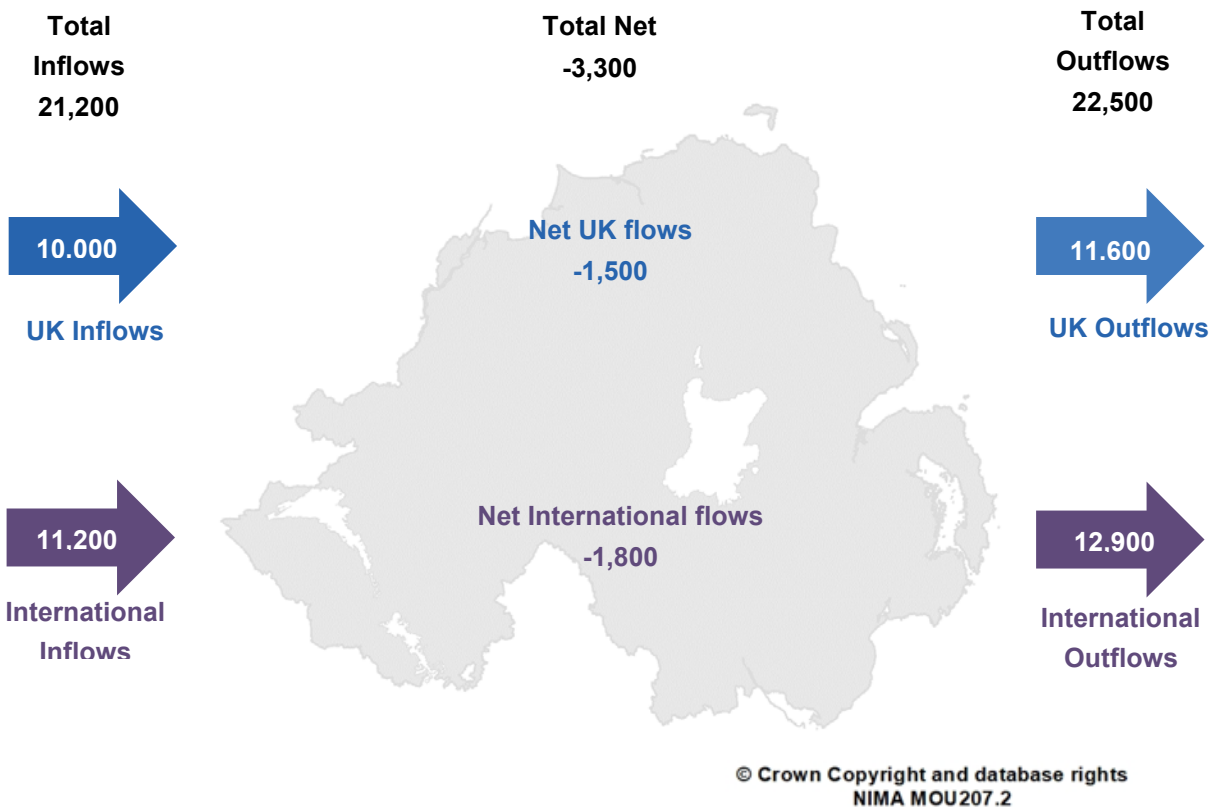 Total
Inflows
21,200
Total Net
-3,300
Total
Outflows
22,500
10.000
UK Inflows
Net UK flows
-1,500
11.600
UK Outflows
11,200
International
Inflows
Net International flows
-1,800
12.900
International
Outflows
© Crown Copyright and database rights
NIMA MOU207.2